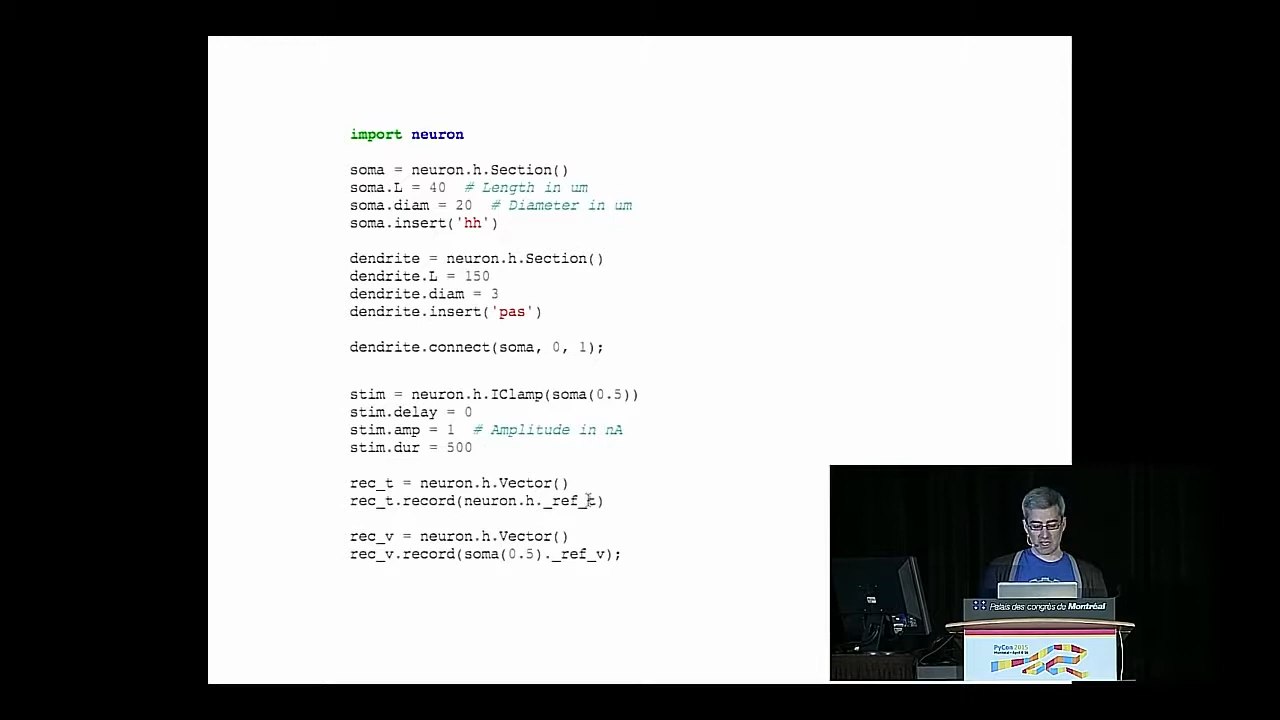 import neuron
soma = neuron.h.Section()
soma.L = 40  # Length in um
soma.diam = 20  # Diameter in um
soma.insert('hh')
dendrite = neuron.h.Section()
dendrite.L = 150
dendrite.diam = 3
dendrite.insert('pas')
dendrite.connect(soma, 0, 1);
stim = neuron.h.IClamp(soma(0.5))
stim.delay = 0
stim.amp = 1  # Amplitude in nA
stim.dur = 500
rec_t = neuron.h.Vector()
rec_t.record(neuron.h._ref_t)
rec_v = neuron.h.Vector()
rec_v.record(soma(0.5)._ref_v);
Palais des congrès de Montréal
PyCon 2015